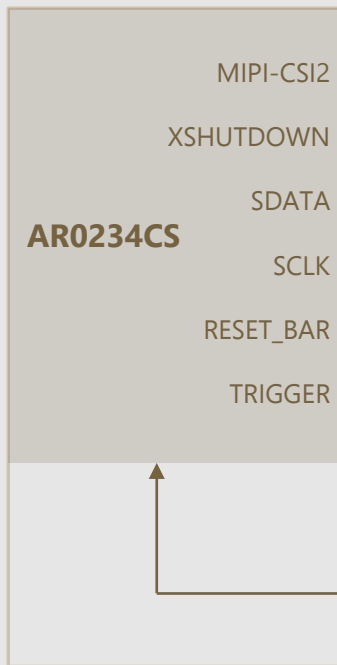 MIPI-CSI2
XSHUTDOWN
SDATA
AR0234CS
SCLK
RESET_BAR
TRIGGER